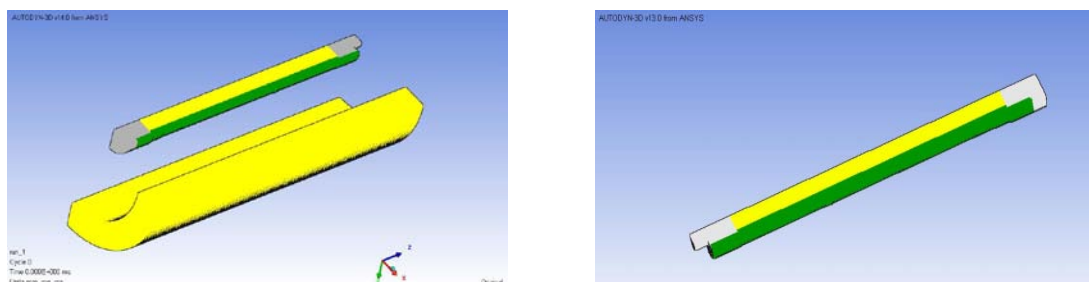 AUTODYN-3D v14.0 from ANSYS
z
x
run_1
Cycle 0
Time 0.000E+000 ms
AUTODYN-3D v13.0 from ANSYS